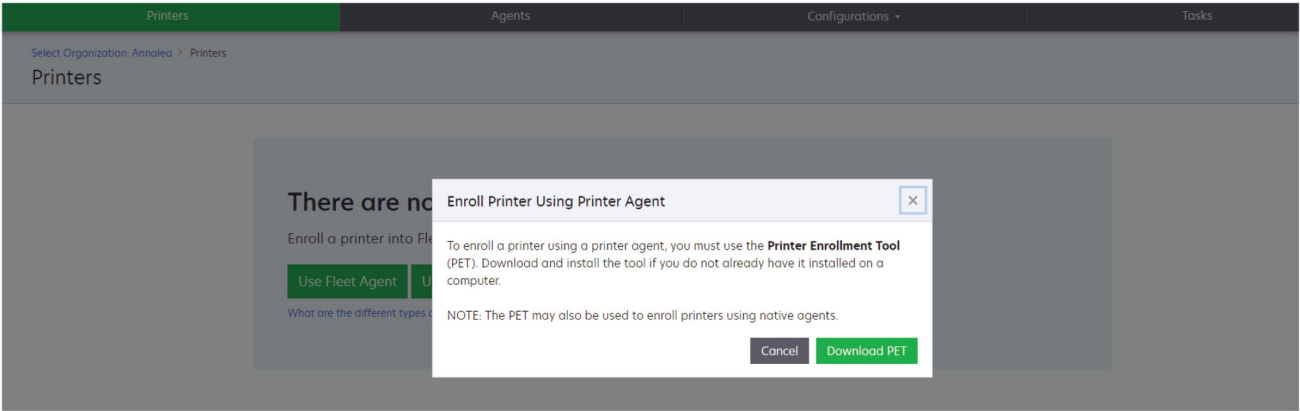 Printers Agents Configurations Tasks
Select Organization: Annalea > Printers
Printers
There are no
Enroll a printer into Fle
Use Fleet Agent U
What are the different types
Enroll Printer Using Printer Agent
To enroll a printer using a printer agent, you must use the Printer Enrollment Tool
(PET). Download and install the tool if you do not already have it installed on a
computer.
NOTE: The PET may also be used to enroll printers using native agents.
Cancel Download PET